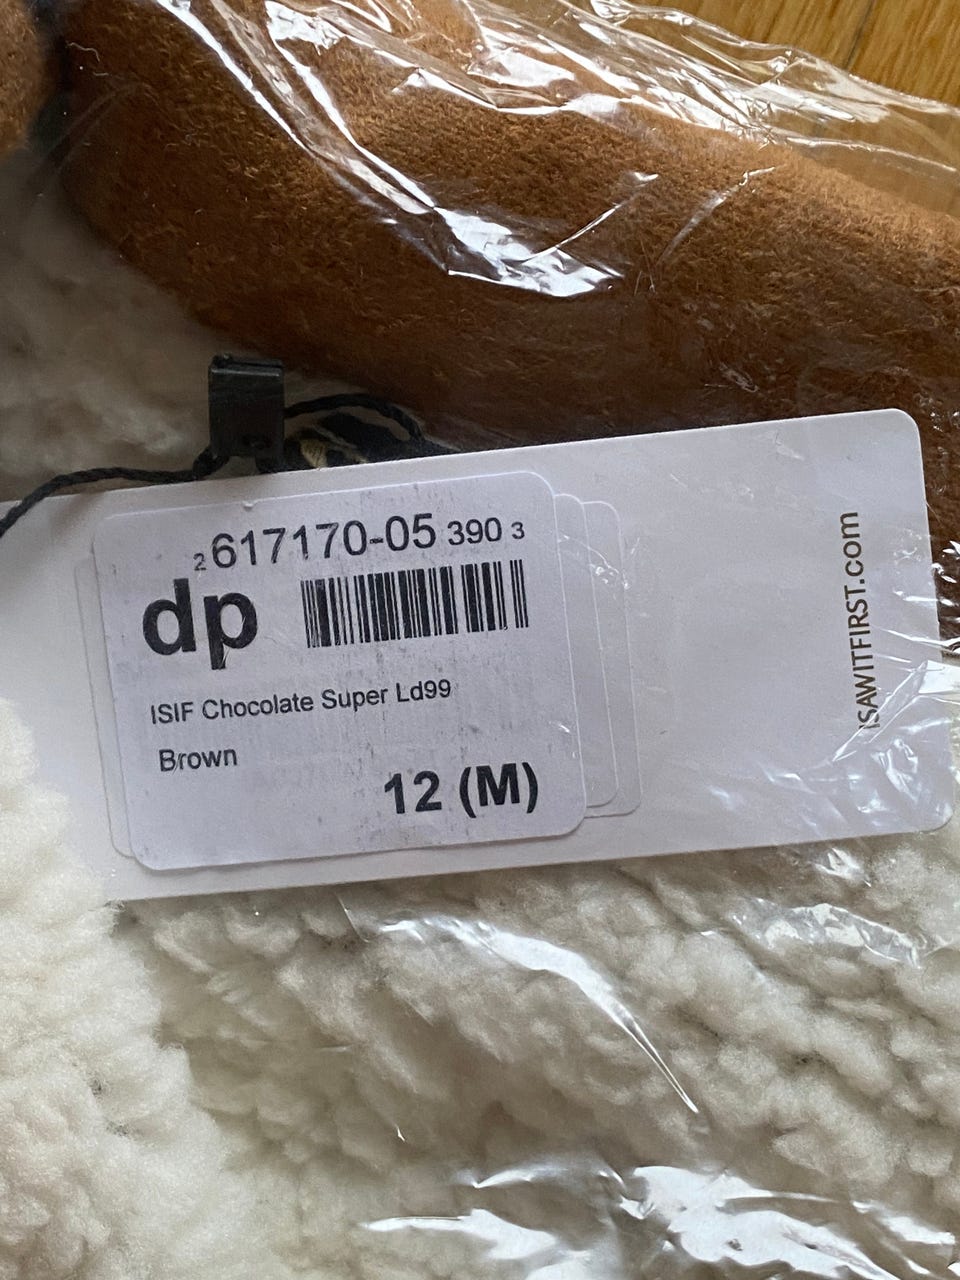 2 617170-05 390 3
dp
ISIF Chocolate Super Ld99
Brown
12 (M)
ISAWITFIRST.com